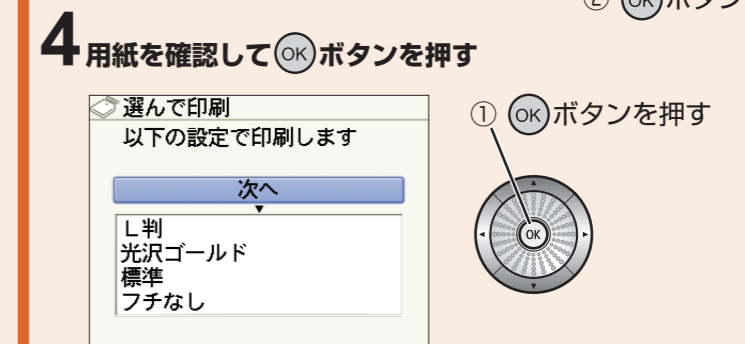 ② OKボタン
4 用紙を確認してOKボタンを押す
選んで印刷
以下の設定で印刷します
次へ
L判
光沢ゴールド
標準
フチなし
① OKボタンを押す
OK